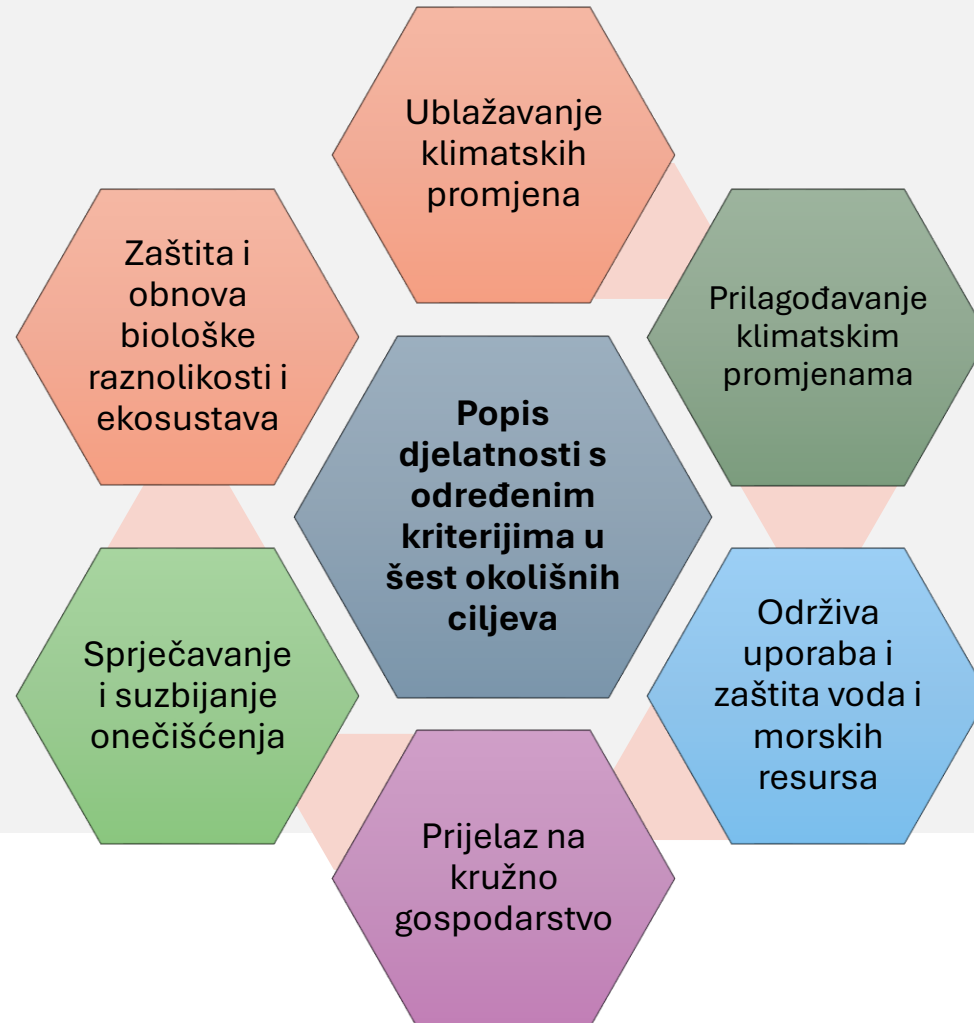 Ublažavanje
klimatskih
promjena
Prilagođavanje
klimatskim
promjenama
Održiva
uporaba i
zaštita voda i
morskih
resursa
Prijelaz na
kružno
gospodarstvo
Sprječavanje
i suzbijanje
onečišćenja
Zaštita i
obnova
biološke
raznolikosti i
ekosustava
Popis
djelatnosti s
određenim
kriterijima u
šest okolišnih
ciljeva